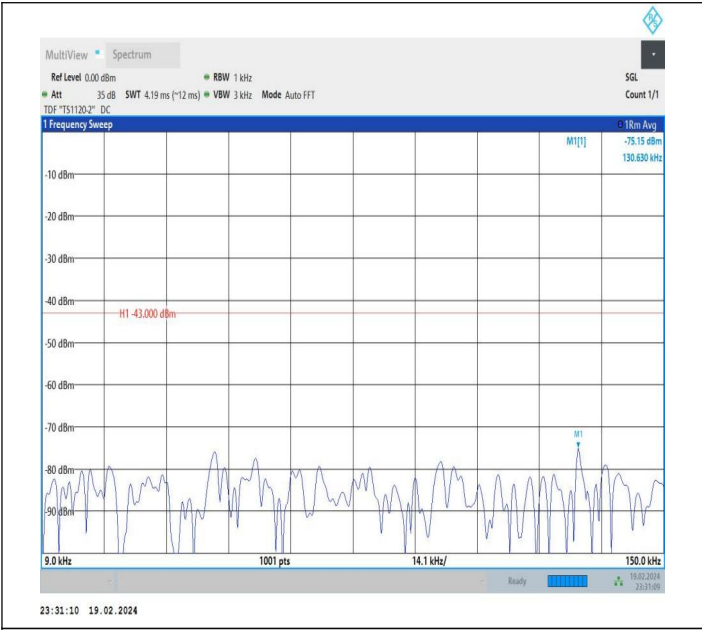 R&S
MultiView Spectrum
Ref Level 0.00 dBm RBW 1 kHz SGL
Att 35 dB SWT 4.19 ms (~12 ms) VBW 3 kHz Mode Auto FFT Count 1/1
TDF "TS1120-2" DC
1 Frequency Sweep 1Rm Avg
M1[1] -75.15 dBm
130.630 kHz
-10 dBm
-20 dBm
-30 dBm
-40 dBm
H1 -43.000 dBm
-50 dBm
-60 dBm
-70 dBm
M1
-80 dBm
-90 dBm
9.0 kHz 1001 pts 14.1 kHz/ 150.0 kHz
Ready 19.02.2024
23:31:09
23:31:10 19.02.2024